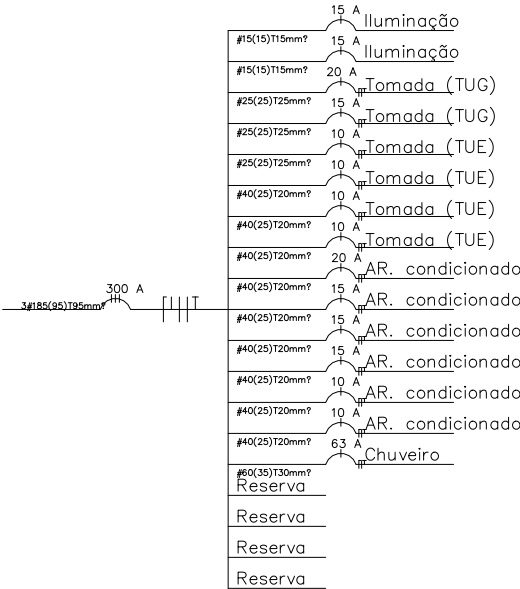 15 A Iluminação
#15(15)T15mm?
15 A Iluminação
#15(15)T15mm?
20 A Tomada (TUG)
#25(25)T25mm?
15 A Tomada (TUG)
#25(25)T25mm?
10 A Tomada (TUE)
#25(25)T25mm?
10 A Tomada (TUE)
#40(25)T20mm?
10 A Tomada (TUE)
#40(25)T20mm?
10 A Tomada (TUE)
#40(25)T20mm?
20 A AR. condicionado
#40(25)T20mm?
300 A
3#185(95)T95mm?
T
15 A AR. condicionado
#40(25)T20mm?
15 A AR. condicionado
#40(25)T20mm?
15 A AR. condicionado
#40(25)T20mm?
10 A AR. condicionado
#40(25)T20mm?
10 A AR. condicionado
#40(25)T20mm?
63 A Chuveiro
#60(35)T30mm?
Reserva
Reserva
Reserva
Reserva